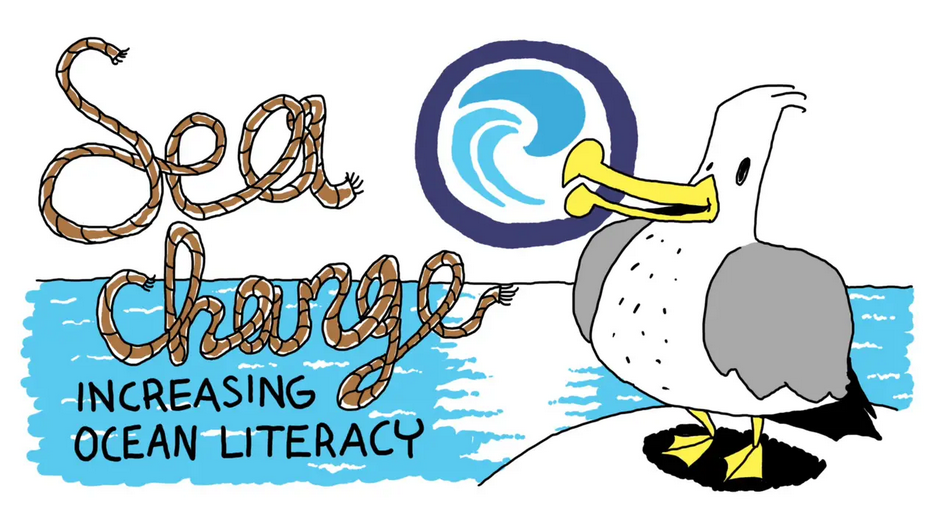 Sea
change
INCREASING
OCEAN LITERACY